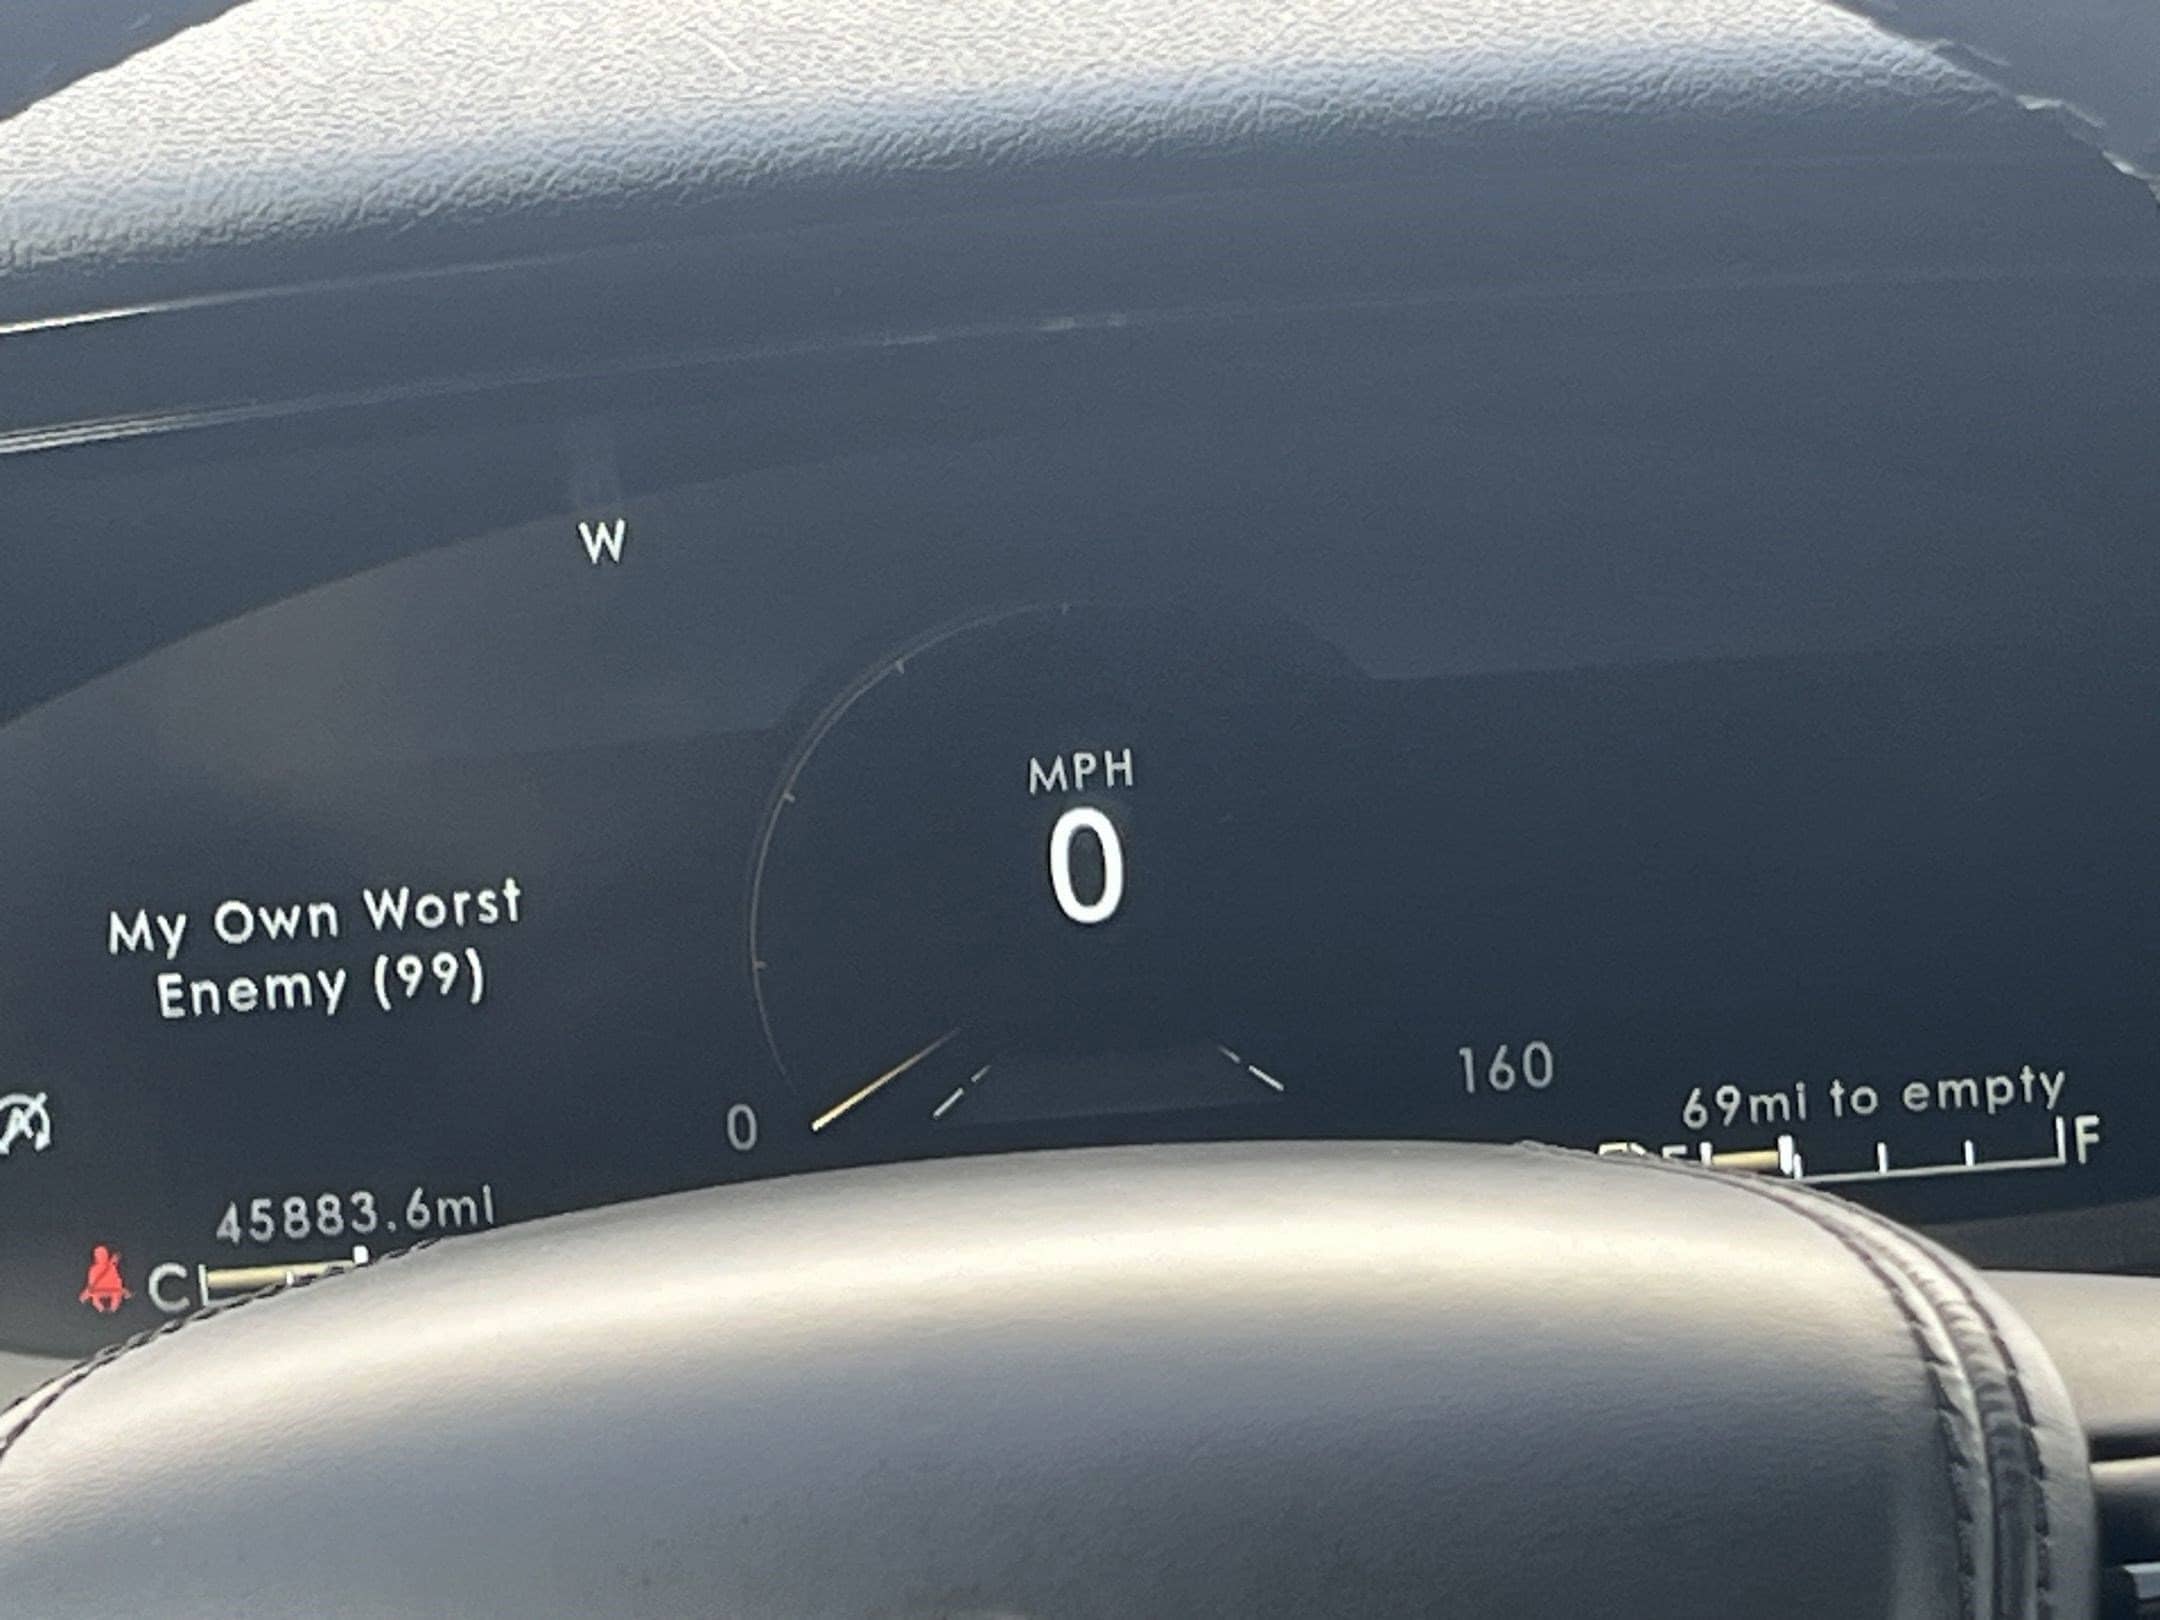 W
MPH
0
My Own Worst
Enemy (99)
0
160
69mi to empty
F
45883.6mi
C